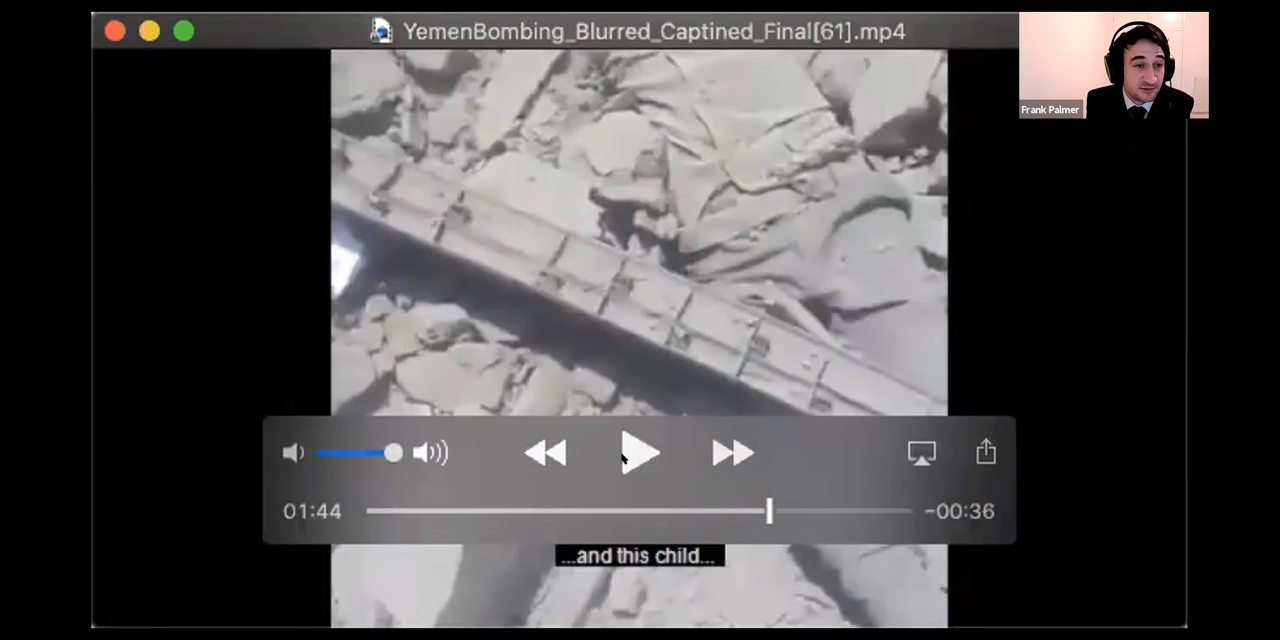 YemenBombing_Blurred_Captined_Final[61].mp4
Frank Palmer
01:44
-00:36
...and this child...